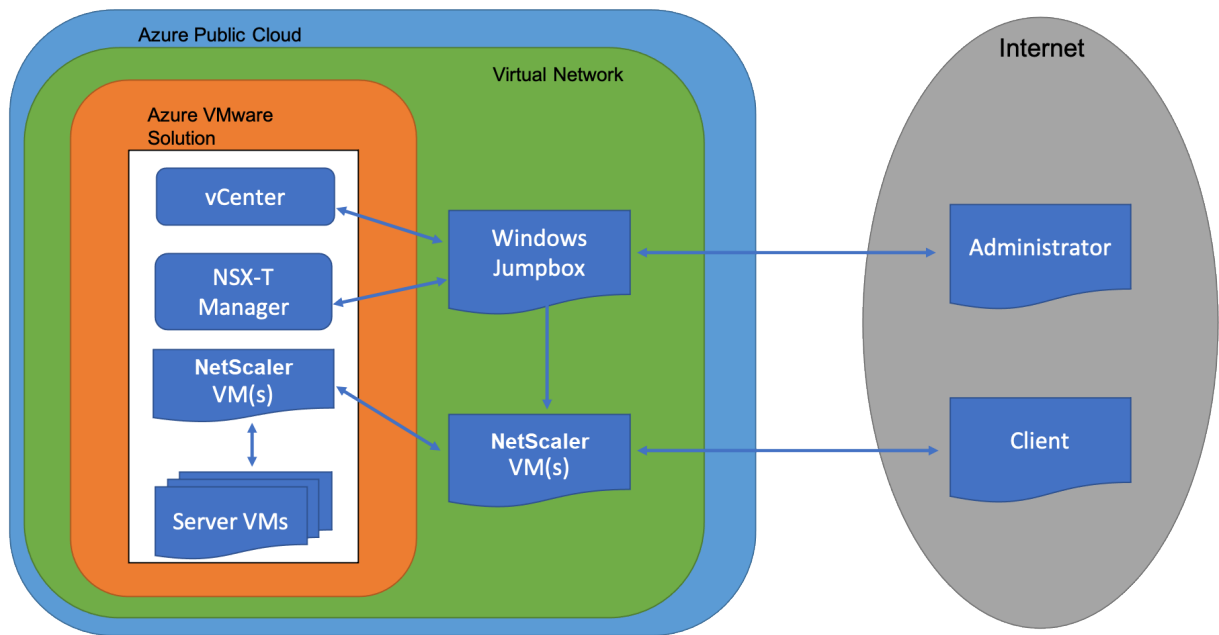 Azure Public Cloud
Virtual Network
Azure VMware
Solution
vCenter
NSX-T
Manager
NetScaler
VM(s)
Server VMs
Windows
Jumpbox
NetScaler
VM(s)
Internet
Administrator
Client